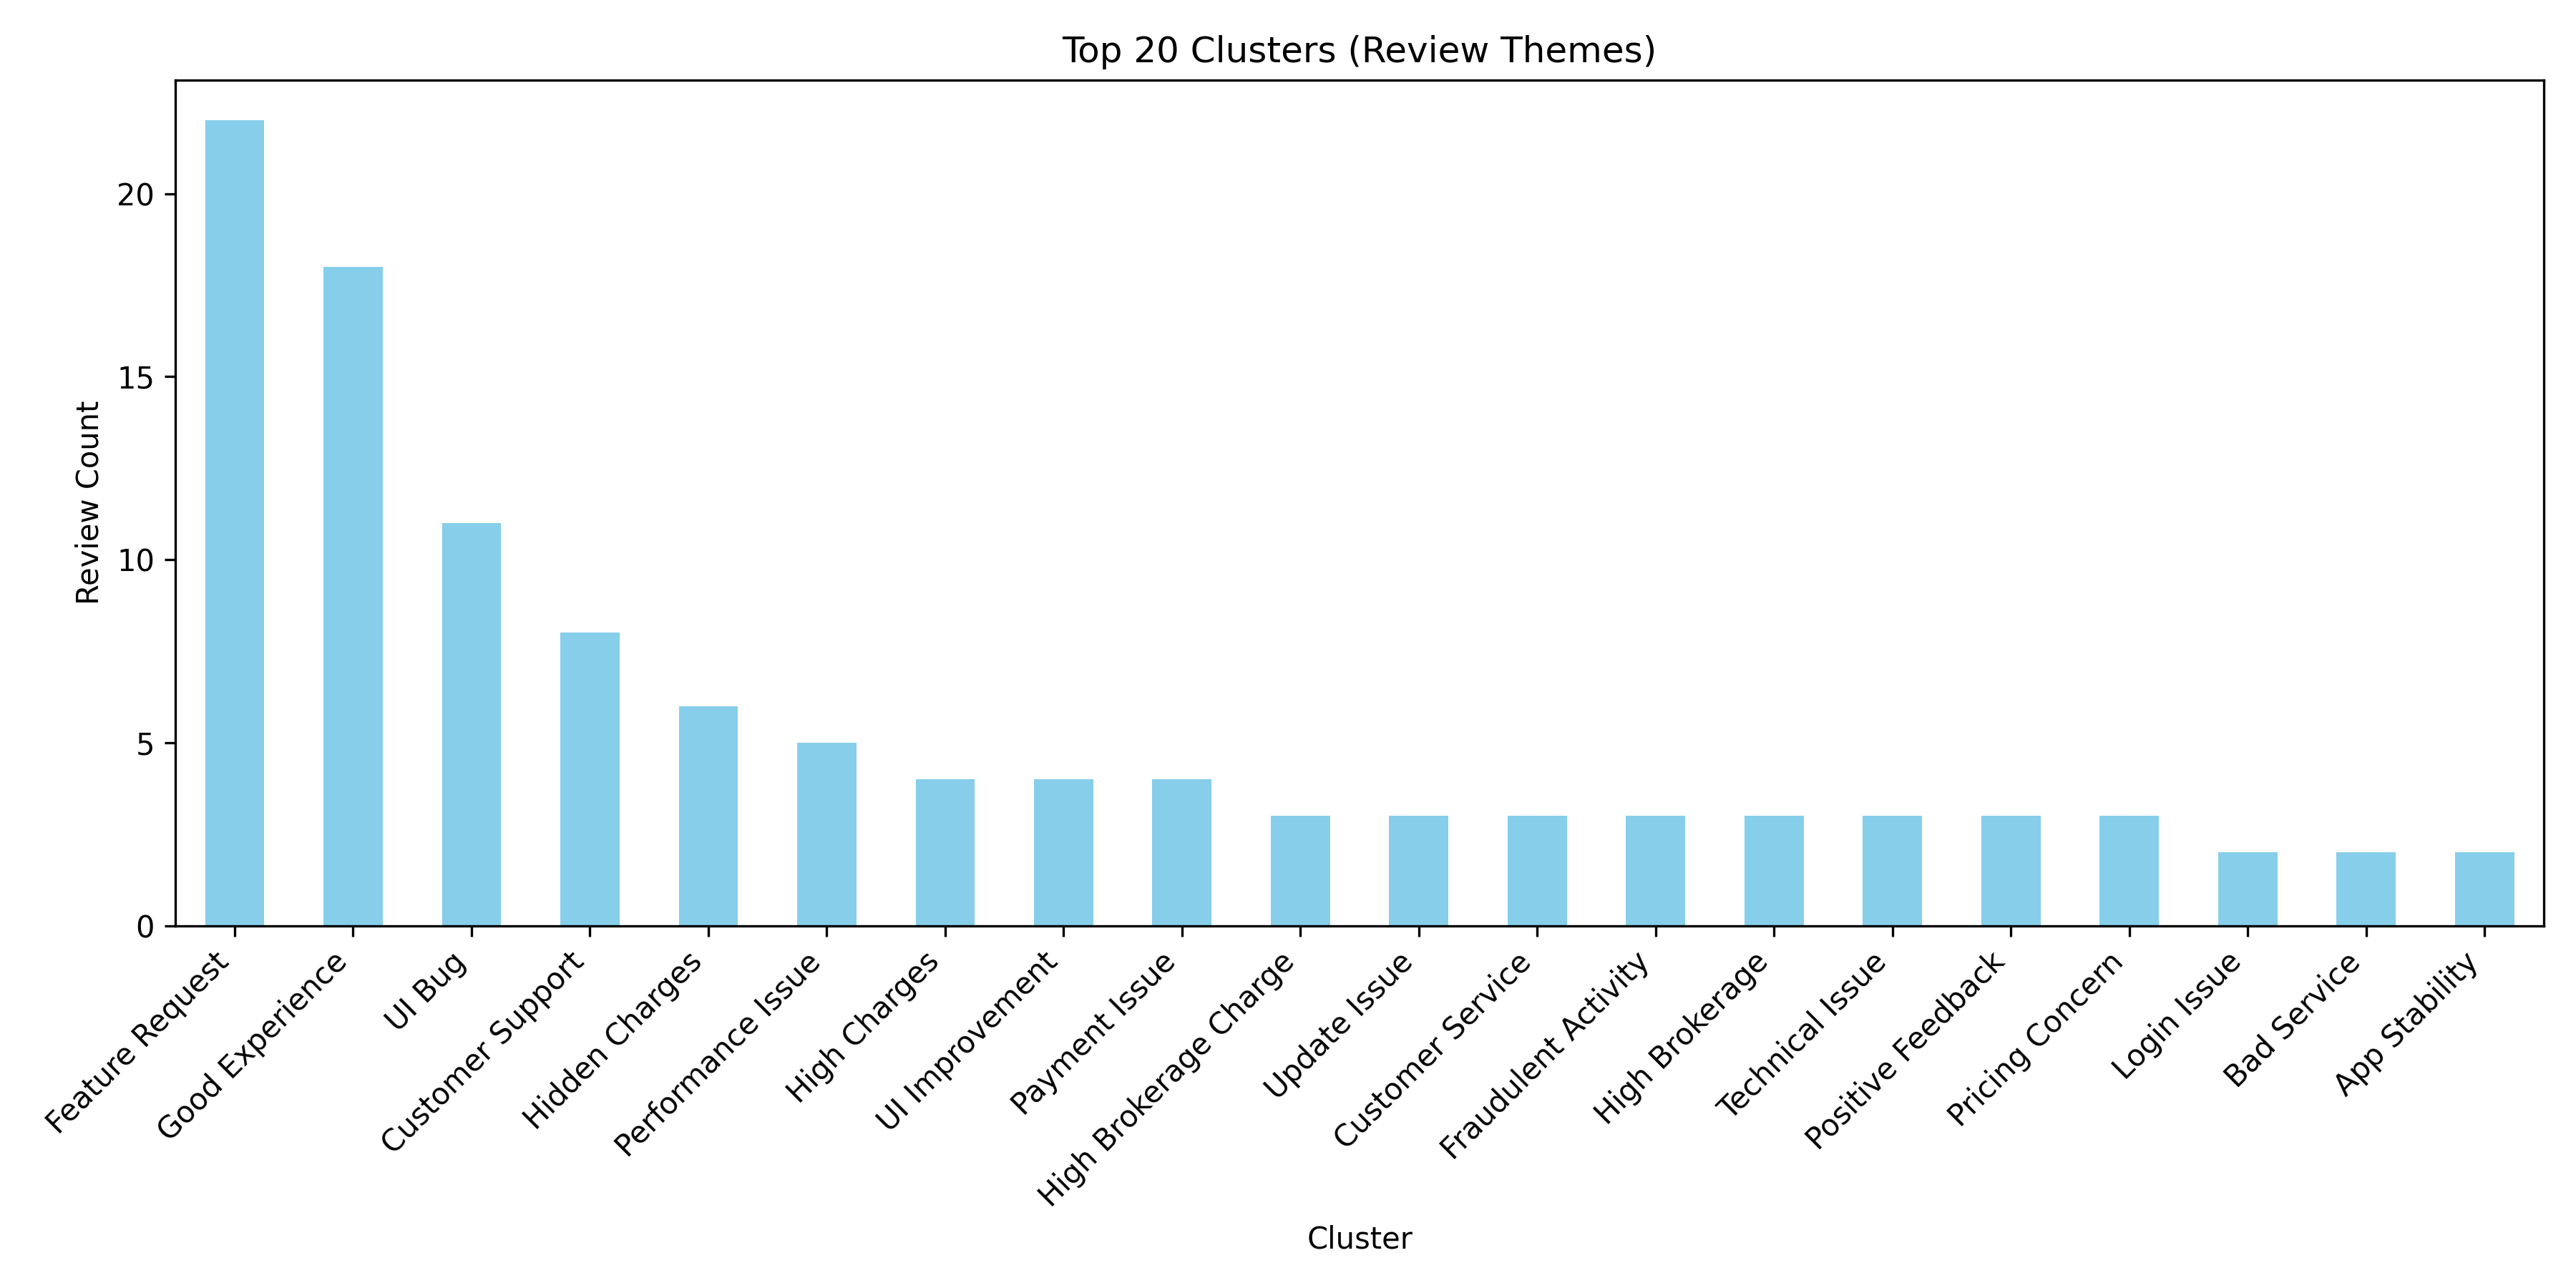 Top 20 Clusters (Review Themes)
Review Count
20
15
10
5
0
Feature Request
Good Experience
UI Bug
Customer Support
Hidden Charges
Performance Issue
High Charges
UI Improvement
Payment Issue
High Brokerage Charge
Update Issue
Customer Service
Fraudulent Activity
High Brokerage
Technical Issue
Positive Feedback
Pricing Concern
Login Issue
Bad Service
App Stability
Cluster